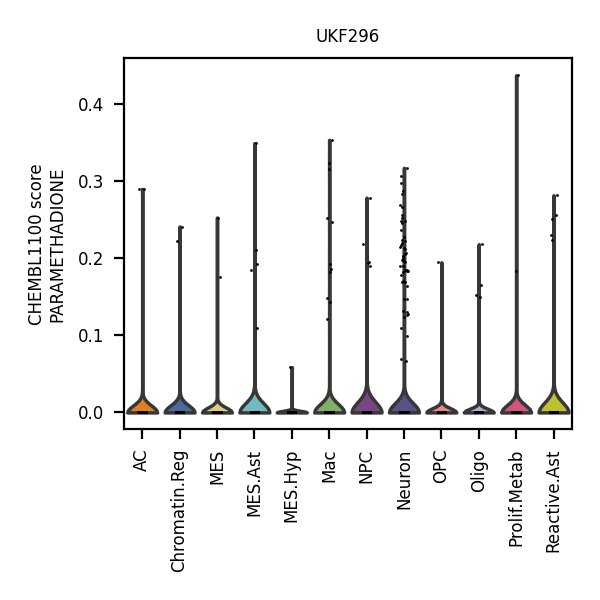 UKF296
CHEMBL1100 score
PARAMETHADIONE
0.4
0.3
0.2
0.1
0.0
AC
Chromatin.Reg
MES
MES.Ast
MES.Hyp
Mac
NPC
Neuron
OPC
Oligo
Prolif.Metab
Reactive.Ast